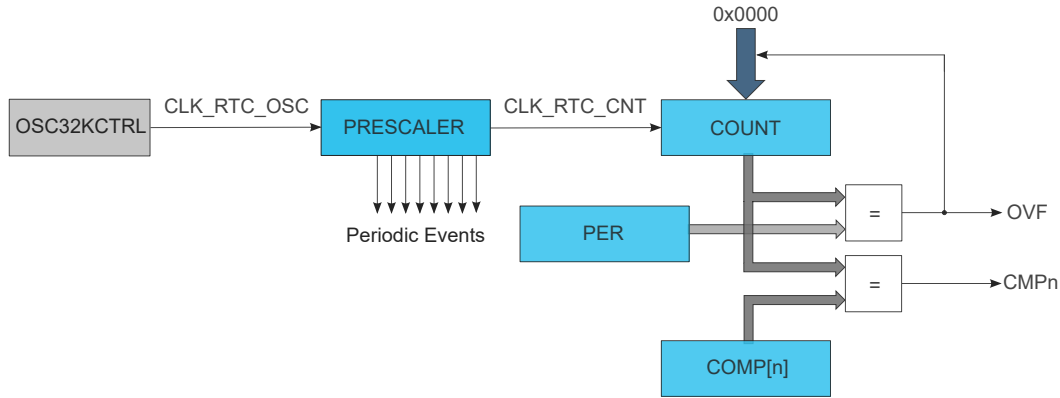 0x0000
CLK_RTC_OSC
CLK_RTC_CNT
OSC32KCTRL
PRESCALER
COUNT
Periodic Events
PER
=
OVF
=
CMPn
COMP[n]